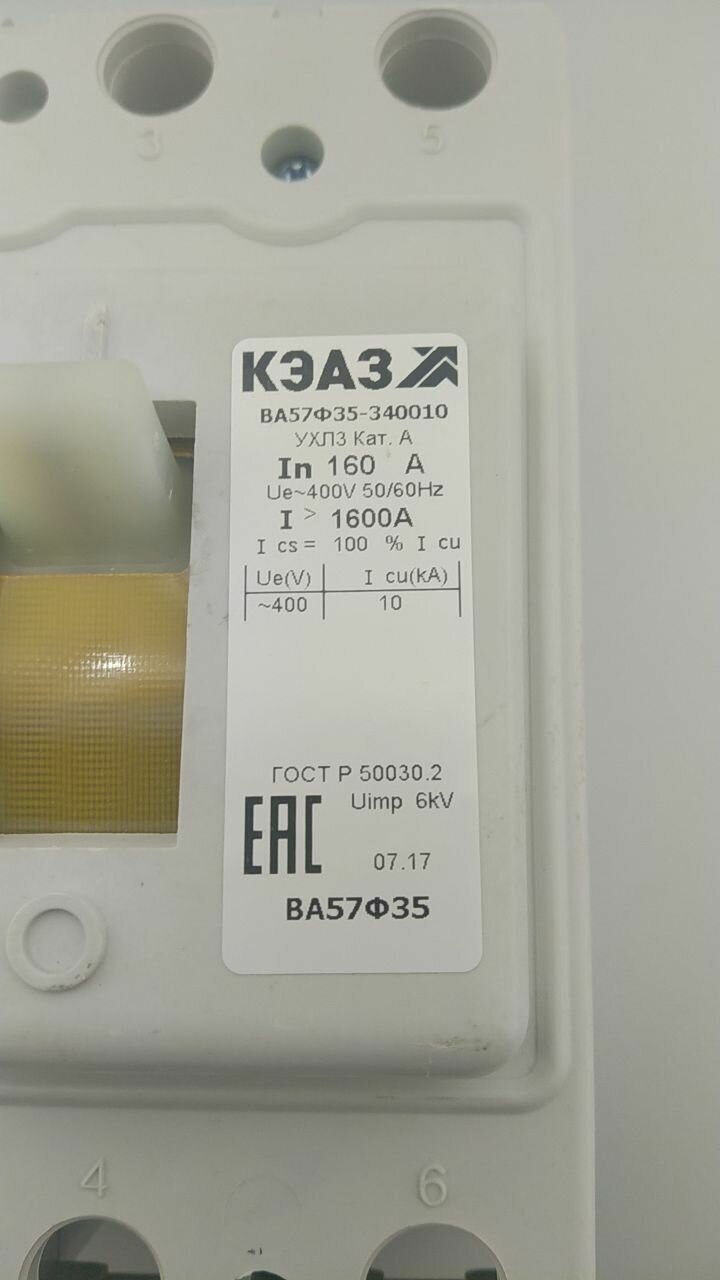 3 5
КЭАЗ
ВА57Ф35-340010
УХЛ3 Кат. А
In 160 A
Ue~400V 50/60Hz
I > 1600A
I cs = 100 % I cu
Ue(V) I cu(kA)
~400 10
ГОСТ Р 50030.2
Uimp 6kV
EAC
07.17
ВА57Ф35
4 6